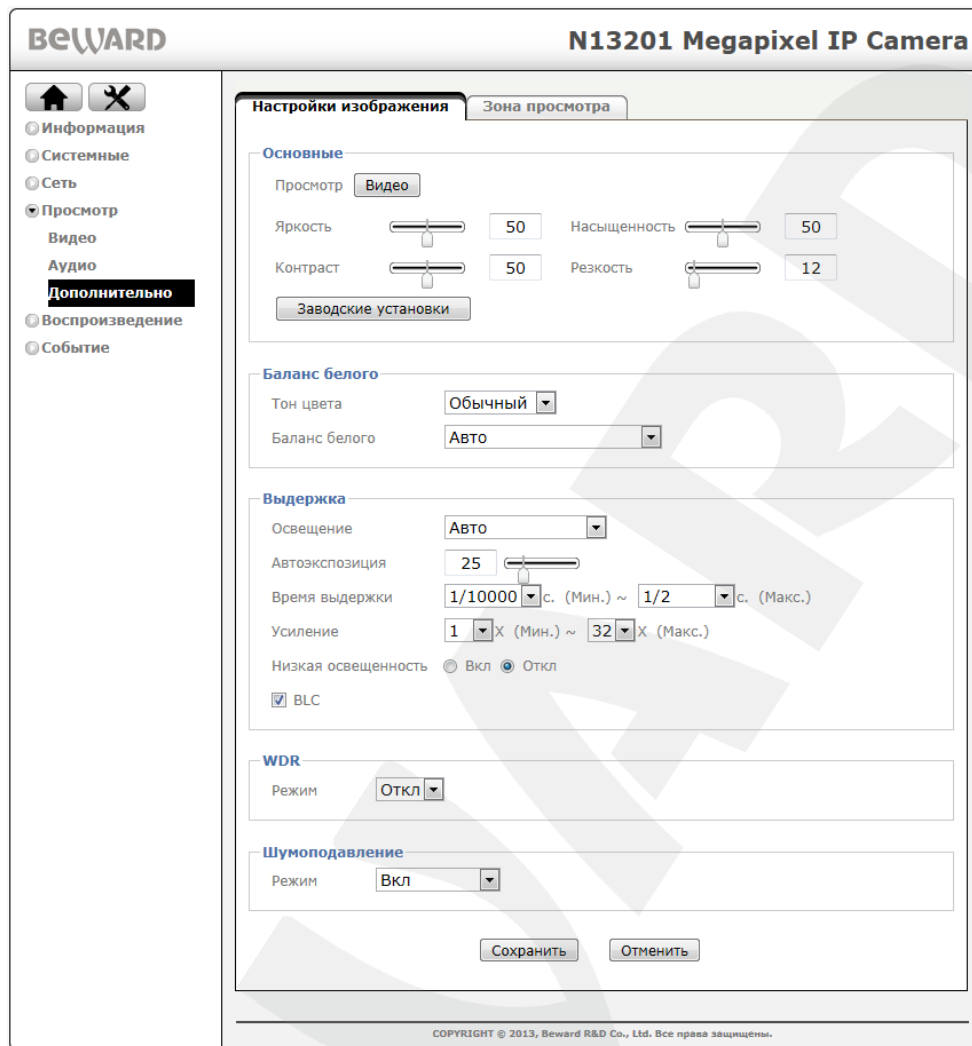 BEWARD
N13201 Megapixel IP Camera
Информация
Системные
Сеть
Просмотр
Видео
Аудио
Дополнительно
Воспроизведение
Событие
Настройки изображения
Зона просмотра
Основные
Просмотр Видео
Яркость 50 Насыщенность 50
Контраст 50 Резкость 12
Заводские установки
Баланс белого
Тон цвета Обычный
Баланс белого Авто
Выдержка
Освещение Авто
Автоэкспозиция 25
Время выдержки 1/10000 с. (Мин.) ~ 1/2 с. (Макс.)
Усиление 1 X (Мин.) ~ 32 X (Макс.)
Низкая освещенность Вкл Откл
BLC
WDR
Режим Откл
Шумоподавление
Режим Вкл
Сохранить Отменить
COPYRIGHT © 2013, Beward R&D Co., Ltd. Все права защищены.